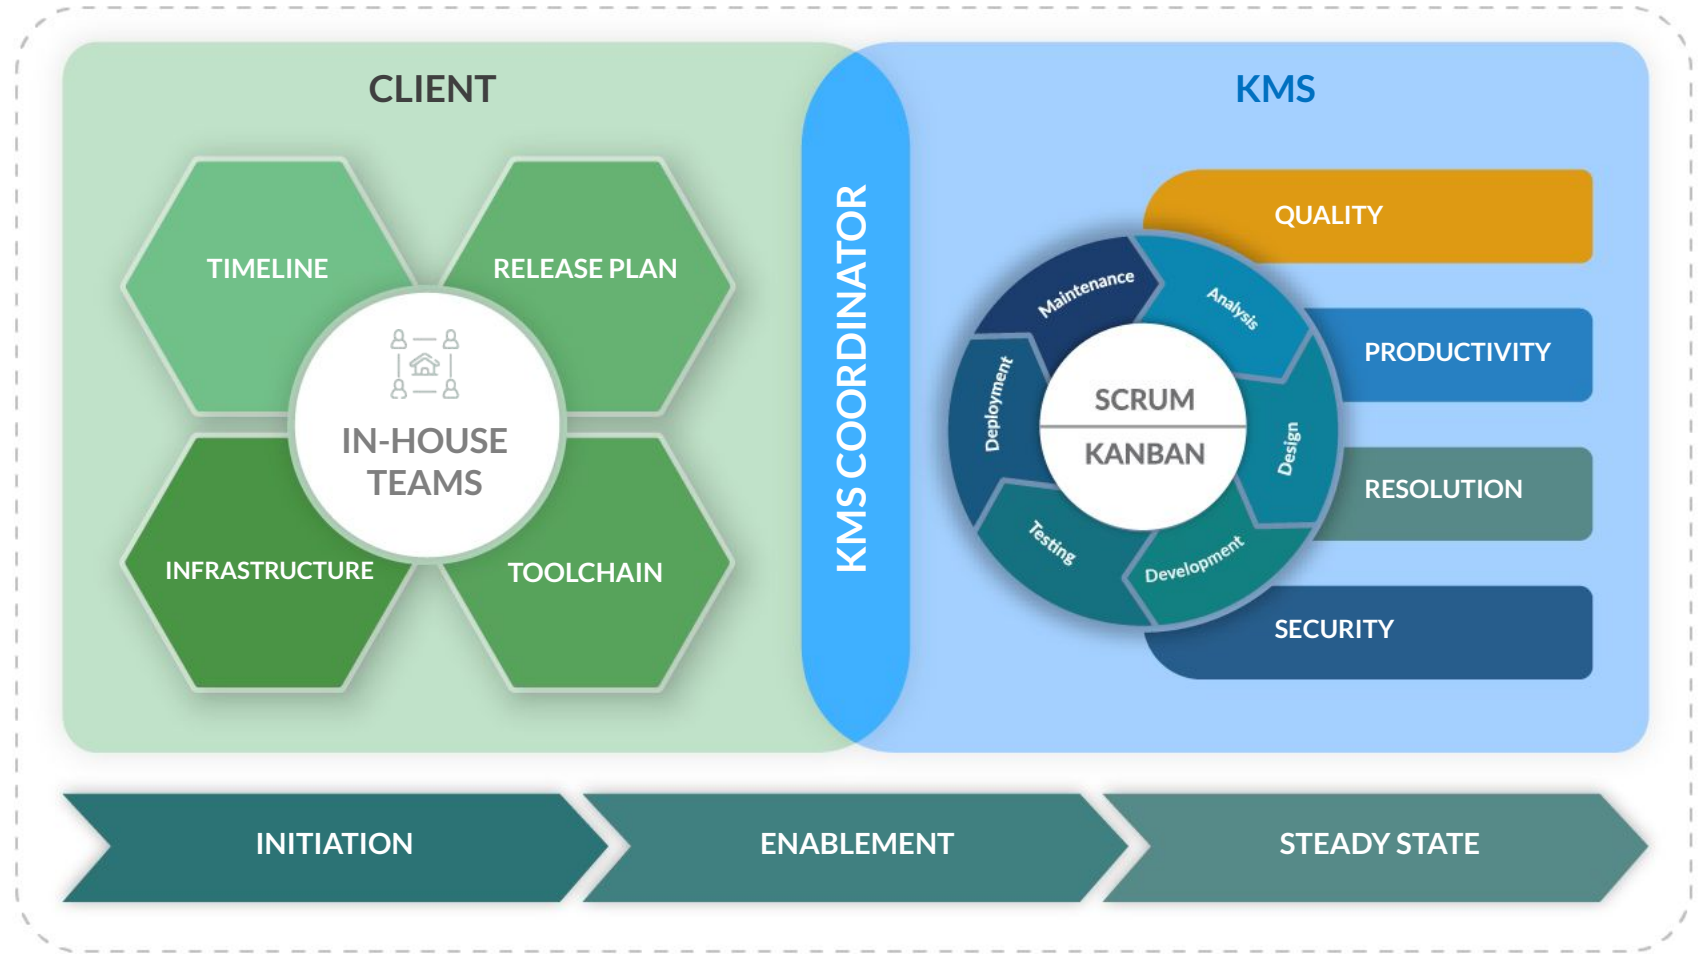 CLIENT
TIMELINE
RELEASE PLAN
IN-HOUSE
TEAMS
INFRASTRUCTURE
TOOLCHAIN
KMS COORDINATOR
KMS
QUALITY
PRODUCTIVITY
RESOLUTION
SECURITY
Analysis
Design
Development
Testing
Deployment
Maintenance
SCRUM
KANBAN
INITIATION
ENABLEMENT
STEADY STATE